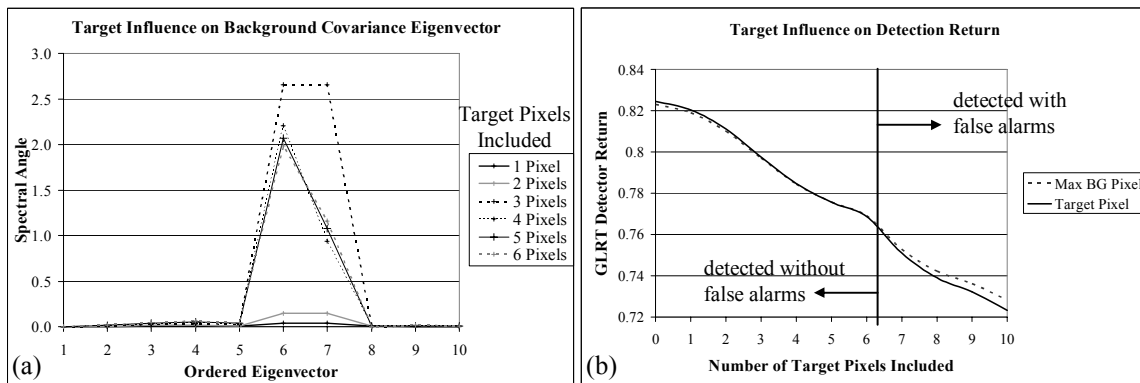 Target Influence on Background Covariance Eigenvector
3.0
2.5
2.0
1.5
1.0
0.5
0.0
Spectral Angle
1 2 3 4 5 6 7 8 9 10
Ordered Eigenvector
(a)
Target Pixels
Included
1 Pixel
2 Pixels
3 Pixels
4 Pixels
5 Pixels
6 Pixels
Target Influence on Detection Return
0.84
0.82
0.8
0.78
0.76
0.74
0.72
GLRT Detector Return
detected with
false alarms
detected without
false alarms
0 1 2 3 4 5 6 7 8 9 10
Number of Target Pixels Included
(b)
Max BG Pixel
Target Pixel